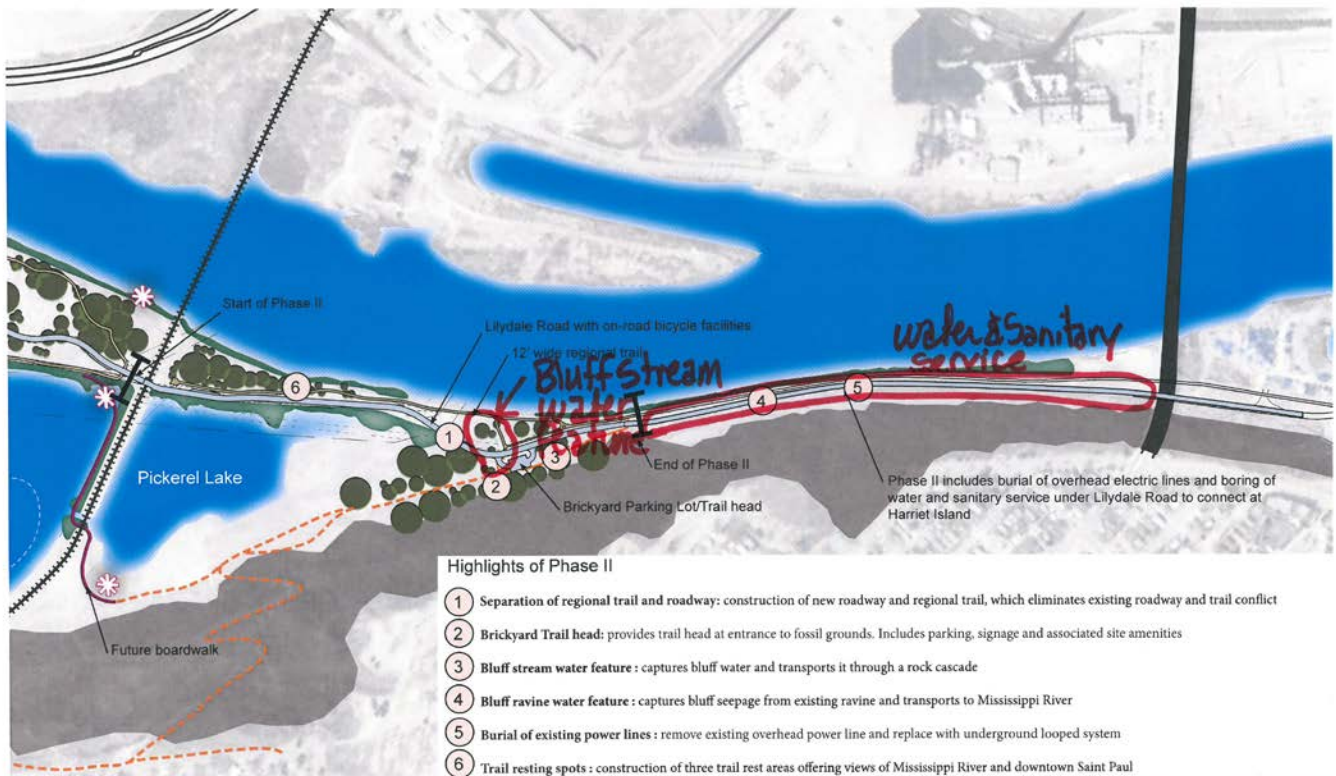 Start of Phase II
Lilydale Road with on-road bicycle facilities
12' wide regional trail
Bluff Stream
water
feature
water & Sanitary
service
6
4
5
1
3
2
End of Phase II
Pickerel Lake
Brickyard Parking Lot/Trail head
Phase II includes burial of overhead electric lines and boring of
water and sanitary service under Lilydale Road to connect at
Harriet Island
Future boardwalk
Highlights of Phase II
1 Separation of regional trail and roadway: construction of new roadway and regional trail, which eliminates existing roadway and trail conflict
2 Brickyard Trail head: provides trail head at entrance to fossil grounds. Includes parking, signage and associated site amenities
3 Bluff stream water feature : captures bluff water and transports it through a rock cascade
4 Bluff ravine water feature : captures bluff seepage from existing ravine and transports to Mississippi River
5 Burial of existing power lines : remove existing overhead power line and replace with underground looped system
6 Trail resting spots : construction of three trail rest areas offering views of Mississippi River and downtown Saint Paul